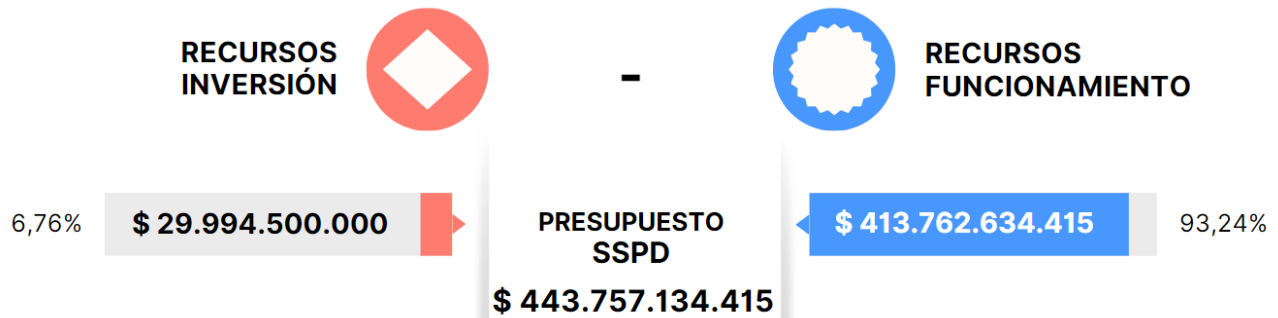 RECURSOS
INVERSIÓN
-
RECURSOS
FUNCIONAMIENTO
6,76%
$ 29.994.500.000
PRESUPUESTO
SSPD
$ 443.757.134.415
$ 413.762.634.415
93,24%